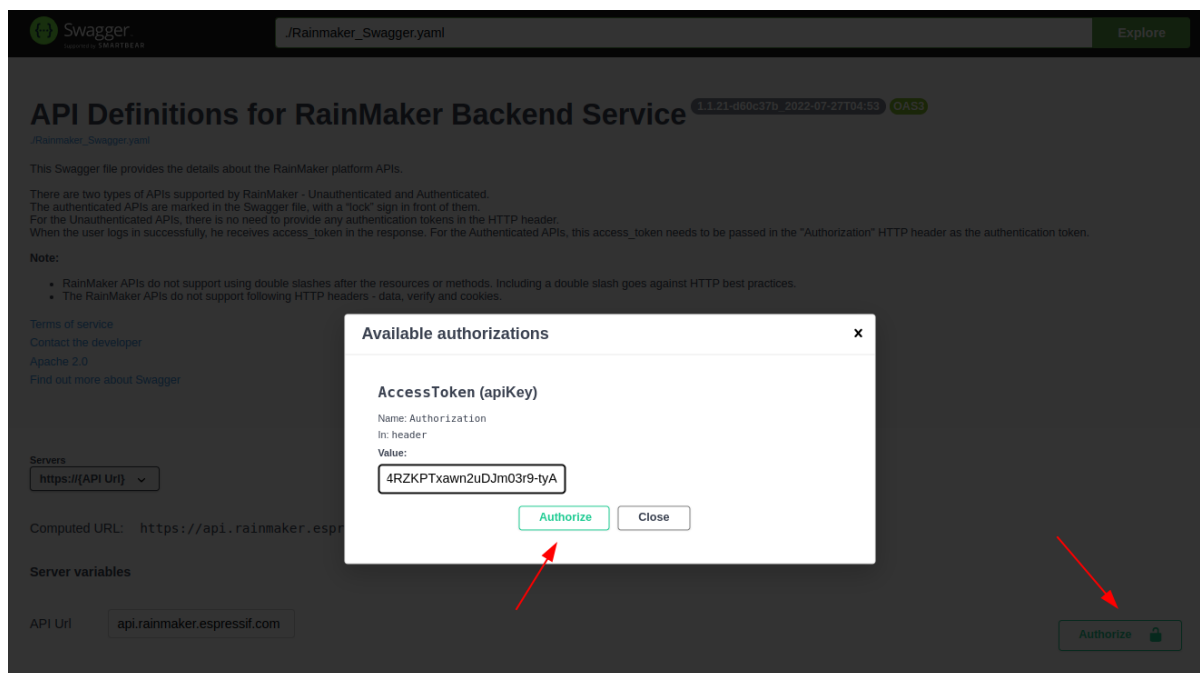 Swagger
Supported by SMARTBEAR
./Rainmaker_Swagger.yaml
Explore
API Definitions for RainMaker Backend Service
1.1.21-d60c37b_2022-07-27T04:53
OAS3
./Rainmaker_Swagger.yaml
This Swagger file provides the details about the RainMaker platform APIs.
There are two types of APIs supported by RainMaker - Unauthenticated and Authenticated.
The authenticated APIs are marked in the Swagger file, with a "lock" sign in front of them.
For the Unauthenticated APIs, there is no need to provide any authentication tokens in the HTTP header.
When the user logs in successfully, he receives access_token in the response. For the Authenticated APIs, this access_token needs to be passed in the "Authorization" HTTP header as the authentication token.
Note:
• RainMaker APIs do not support using double slashes after the resources or methods. Including a double slash goes against HTTP best practices.
• The RainMaker APIs do not support following HTTP headers - data, verify and cookies.
Terms of service
Contact the developer
Apache 2.0
Find out more about Swagger
Available authorizations
×
AccessToken (apiKey)
Name: Authorization
In: header
Value:
4RZKPTxawn2uDJm03r9-tyA
Authorize
Close
Servers
https://{API Url}
Computed URL: https://api.rainmaker.espr
Server variables
API Url
api.rainmaker.espressif.com
Authorize